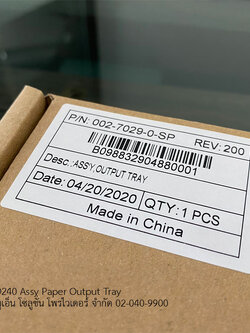 P/N: 002-7029-0-SP REV: 200
B098832904880001
Desc.:ASSY,OUTPUT TRAY
Date: 04/20/2020 QTY:1 PCS
Made in China
0240 Assy Paper Output Tray
เอ็น โซลูชั่น โพรไวเดอร์ จำกัด 02-040-9900